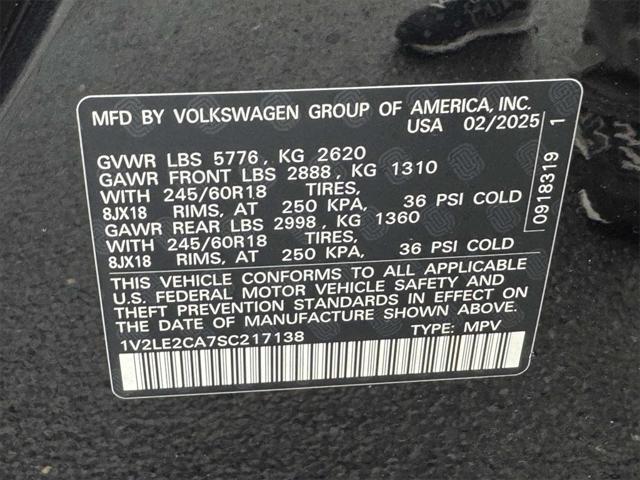 MFD BY VOLKSWAGEN GROUP OF AMERICA, INC.
USA 02/2025
GVWR LBS 5776, KG 2620
GAWR FRONT LBS 2888, KG 1310
WITH 245/60R18 TIRES,
8JX18 RIMS, AT 250 KPA, 36 PSI COLD
GAWR REAR LBS 2998, KG 1360
WITH 245/60R18 TIRES,
8JX18 RIMS, AT 250 KPA, 36 PSI COLD
THIS VEHICLE CONFORMS TO ALL APPLICABLE
U.S. FEDERAL MOTOR VEHICLE SAFETY AND
THEFT PREVENTION STANDARDS IN EFFECT ON
THE DATE OF MANUFACTURE SHOWN ABOVE.
1V2LE2CA7SC217138 TYPE: MPV
0918319 1